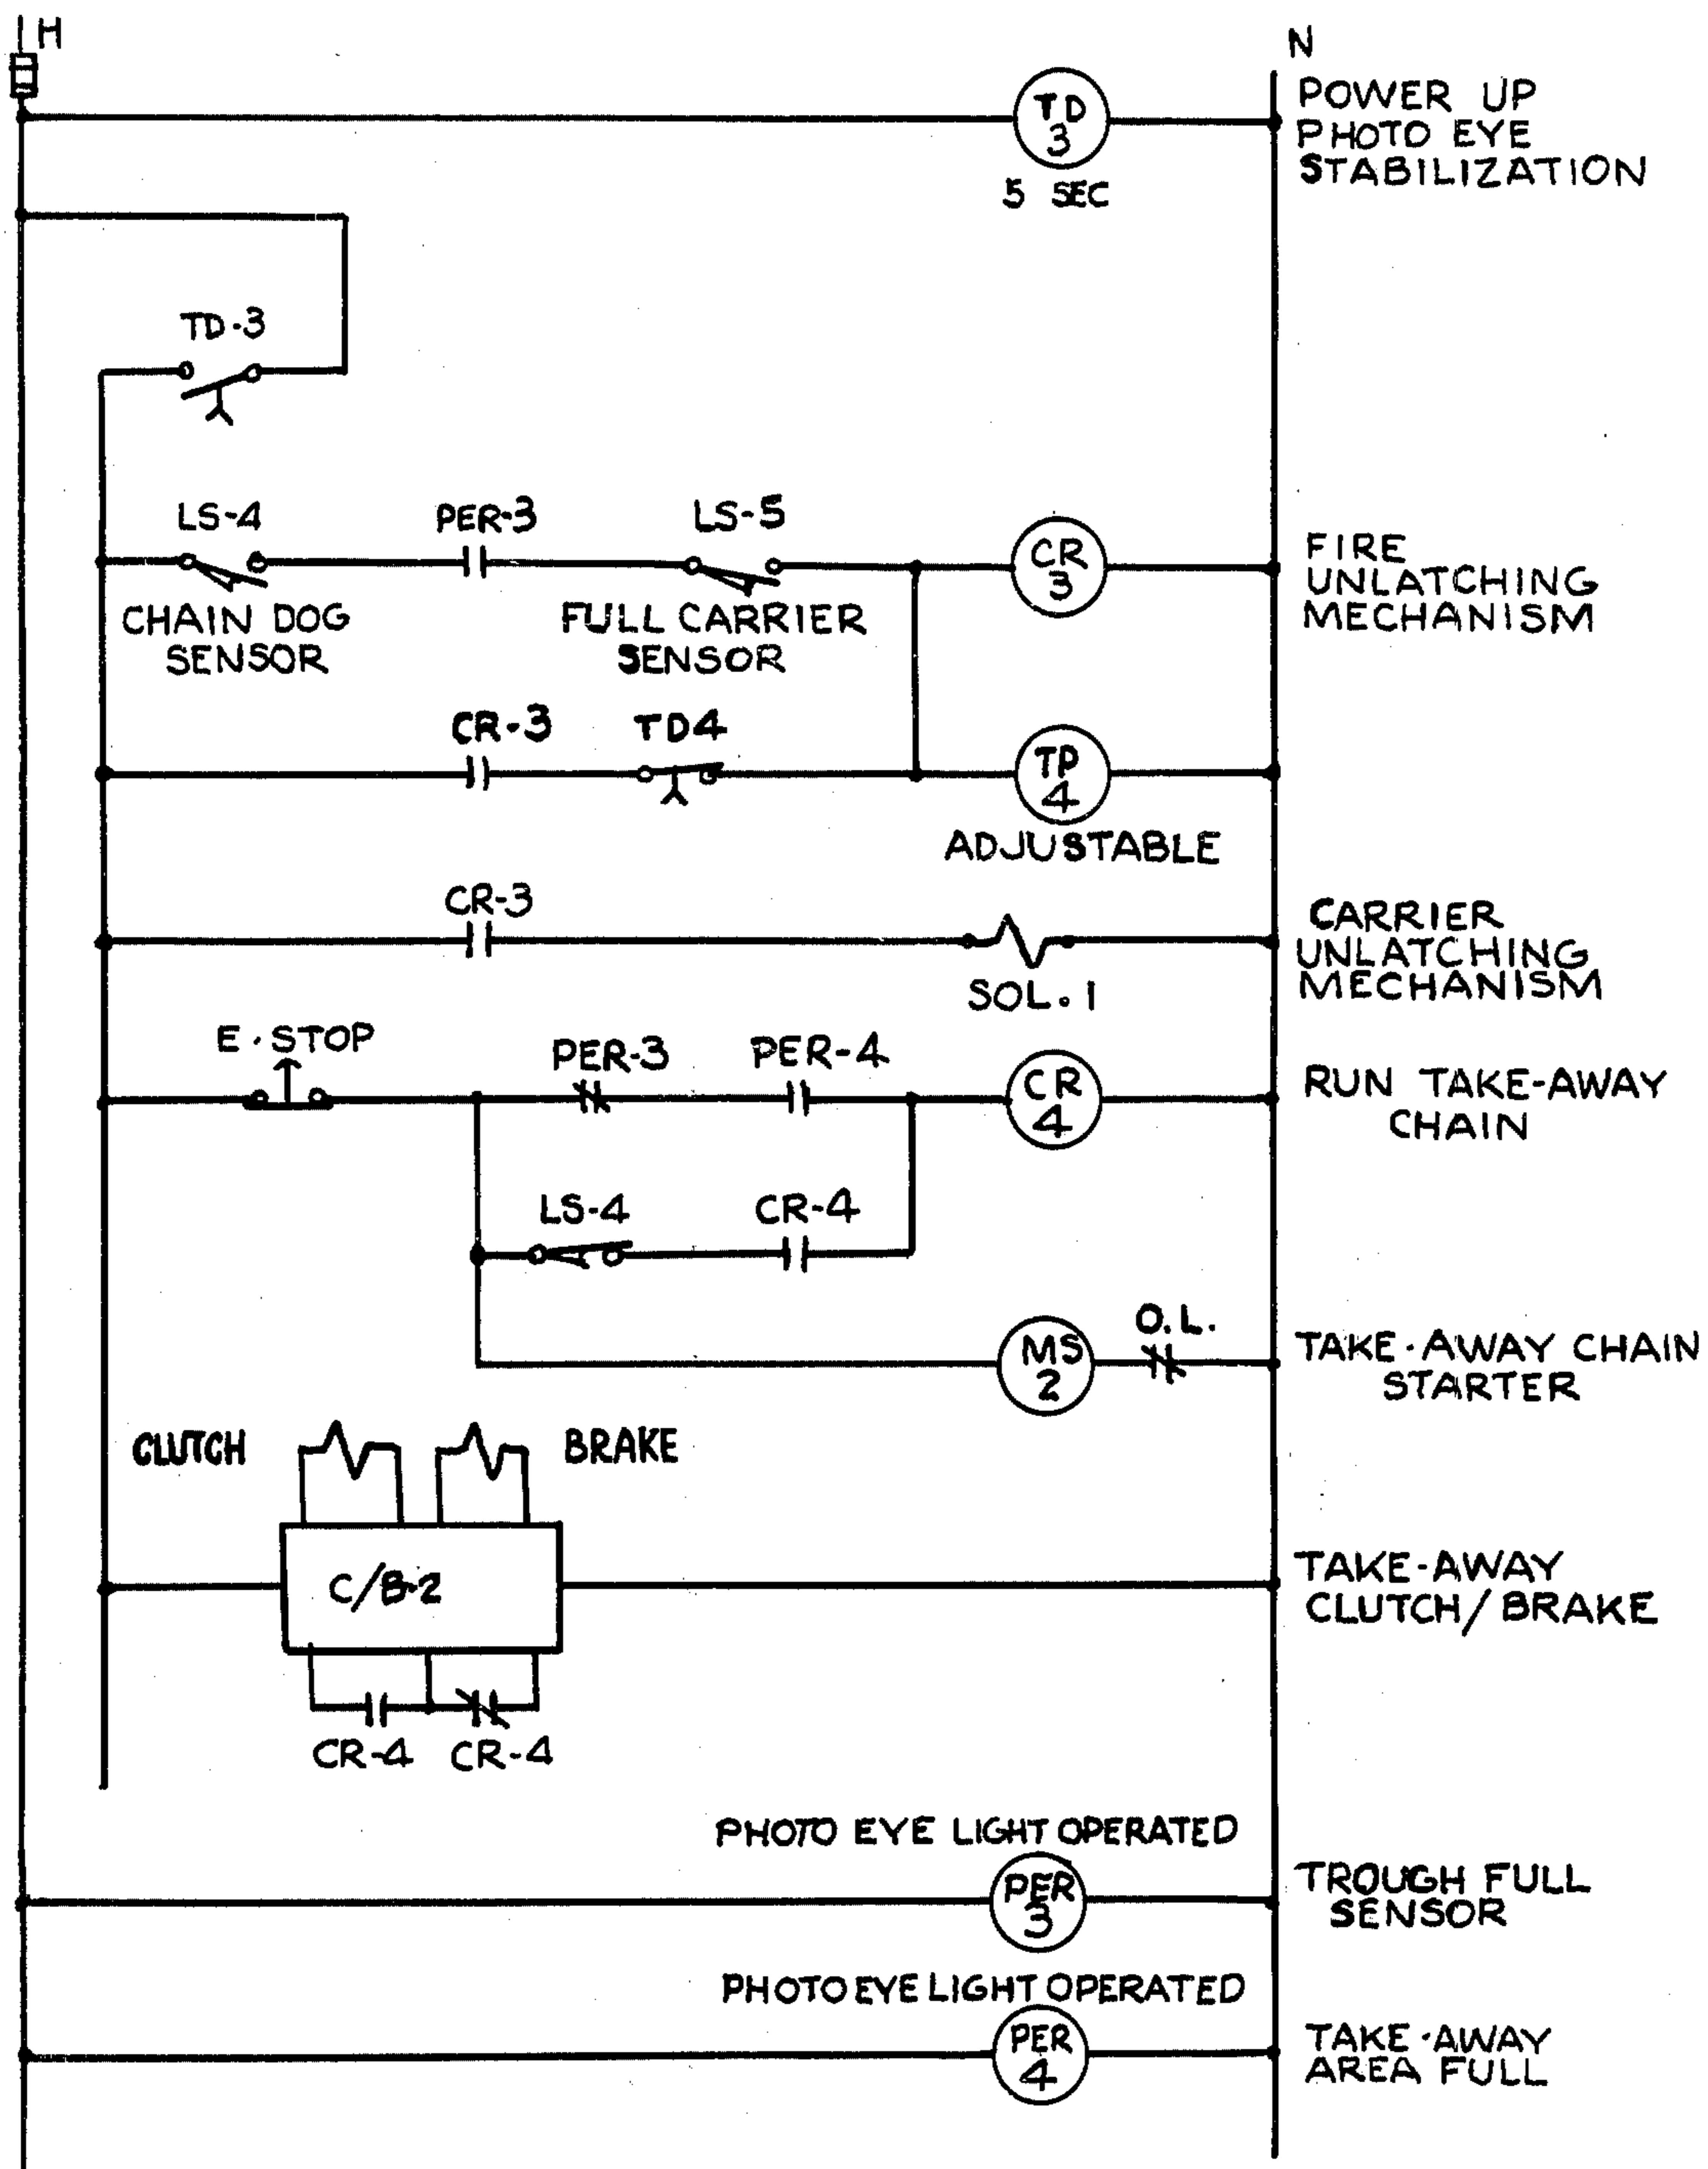 H
N
TD
3
5 SEC
POWER UP
PHOTO EYE
STABILIZATION
TD-3
LS-4
PER-3
LS-5
CR
3
FIRE
UNLATCHING
MECHANISM
CHAIN DOG
SENSOR
FULL CARRIER
SENSOR
CR-3
TD4
TP
4
ADJUSTABLE
CR-3
SOL. 1
CARRIER
UNLATCHING
MECHANISM
E-STOP
PER-3
PER-4
CR
4
RUN TAKE-AWAY
CHAIN
LS-4
CR-4
MS
2
O.L.
TAKE-AWAY CHAIN
STARTER
CLUTCH
BRAKE
C/B-2
TAKE-AWAY
CLUTCH/BRAKE
CR-4
CR-4
PHOTO EYE LIGHT OPERATED
PER
3
TROUGH FULL
SENSOR
PHOTO EYE LIGHT OPERATED
PER
4
TAKE-AWAY
AREA FULL